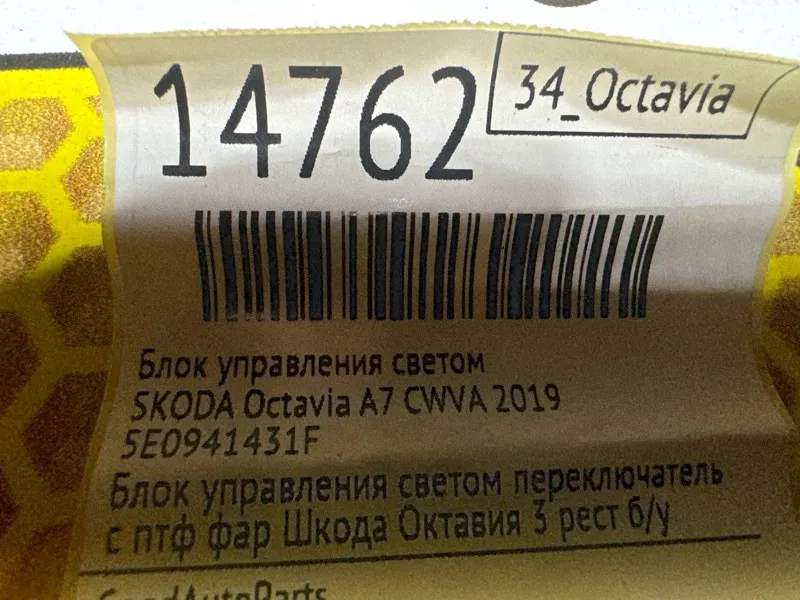 14762
34_Octavia
Блок управления светом
SKODA Octavia A7 CWVA 2019
5E0941431F
Блок управления светом переключатель
с птф фар Шкода Октавия 3 рест б/у